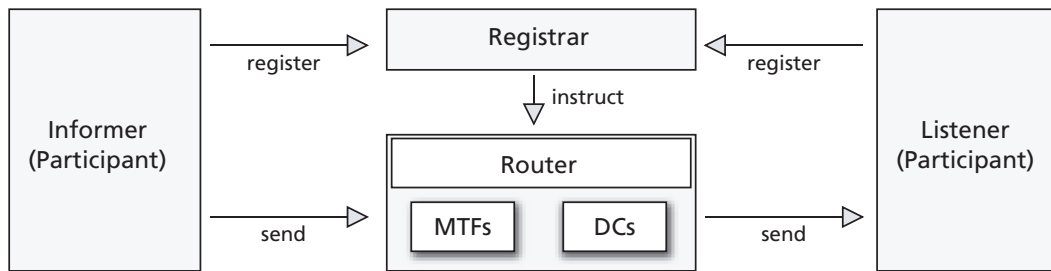 Informer
(Participant)
register
Registrar
register
instruct
Listener
(Participant)
Router
MTFs
DCs
send
send